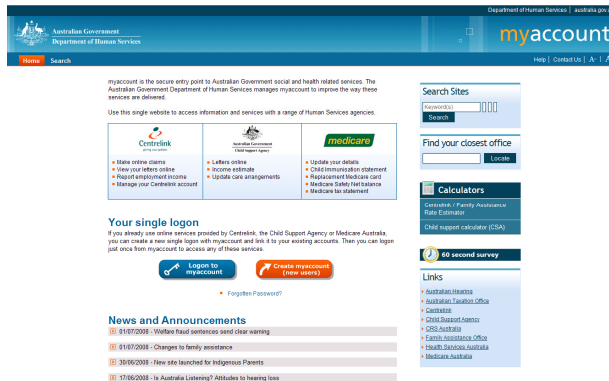 Department of Human Services | australia.gov.
Australian Government
Department of Human Services
myaccount
Home Search
Help | Contact Us | A- |
myaccount is the secure entry point to Australian Government social and
health related services. The
Australian Government Department of Human Services manages myaccount to improve the way these
services are delivered.
Use this single website to access information and services with a range of Human Services agencies.
Centrelink
giving you options
Make online claims
View your letters online
Report employment income
Manage your Centrelink account
Australian Government
Child Support Agency
Letters online
Income estimate
Update care arrangements
medicare
Update your details
Child Immunisation statement
Replacement Medicare card
Medicare Safety Net balance
Medicare tax statement
Your single logon
If you already use online services provided by Centrelink, the Child Support Agency or Medicare Australia,
you can create a new single logon with myaccount and link it to your existing accounts. Then you can logon
just once from myaccount to access any of these services.
Logon to
myaccount
Create myaccount
(new users)
Forgotten Password?
News and Announcements
01/07/2008 - Welfare fraud sentences send clear warning
01/07/2008 - Changes to family assistance
30/06/2008 - New site launched for Indigenous Parents
17/06/2008 - Is Australia Listening? Attitudes to hearing loss
Search Sites
Keyword(s)
Search
Find your closest office
Locate
Calculators
Centrelink / Family Assistance
Rate Estimator
Child support calculator (CSA)
60 second survey
Links
Australian Hearing
Australian Taxation Office
Centrelink
Child Support Agency
CRS Australia
Family Assistance Office
Health Services Australia
Medicare Australia